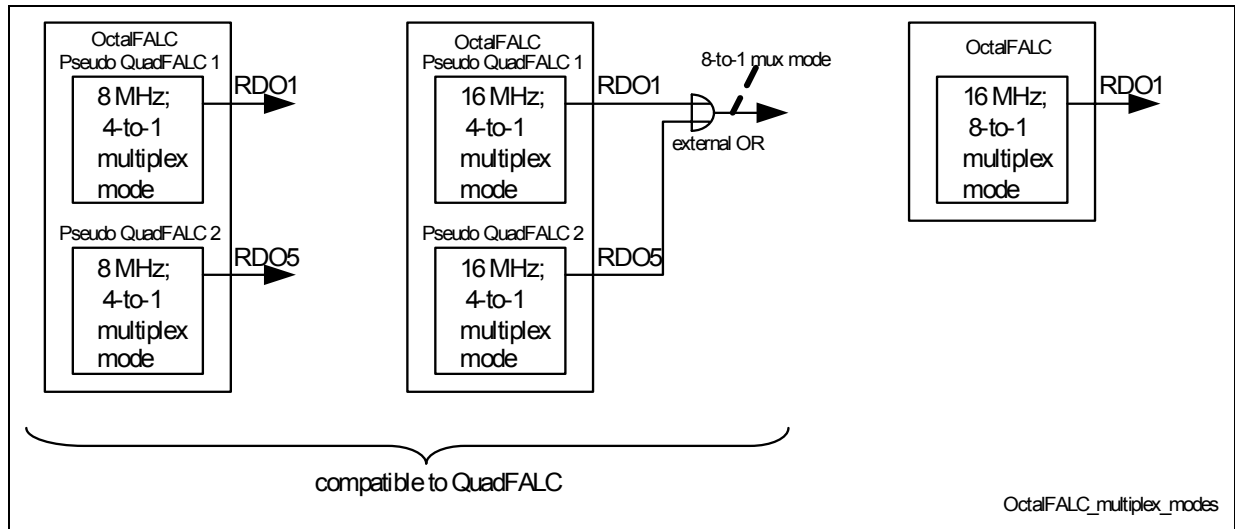 OctalFALC
Pseudo QuadFALC 1
8 MHz;
4-to-1
multiplex
mode
RDO1
Pseudo QuadFALC 2
8 MHz;
4-to-1
multiplex
mode
RDO5
OctalFALC
Pseudo QuadFALC 1
16 MHz;
4-to-1
multiplex
mode
RDO1
8-to-1 mux mode
external OR
Pseudo QuadFALC 2
16 MHz;
4-to-1
multiplex
mode
RDO5
OctalFALC
16 MHz;
8-to-1
multiplex
mode
RDO1
compatible to QuadFALC
OctalFALC_multiplex_modes